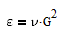 ε = ν·G²